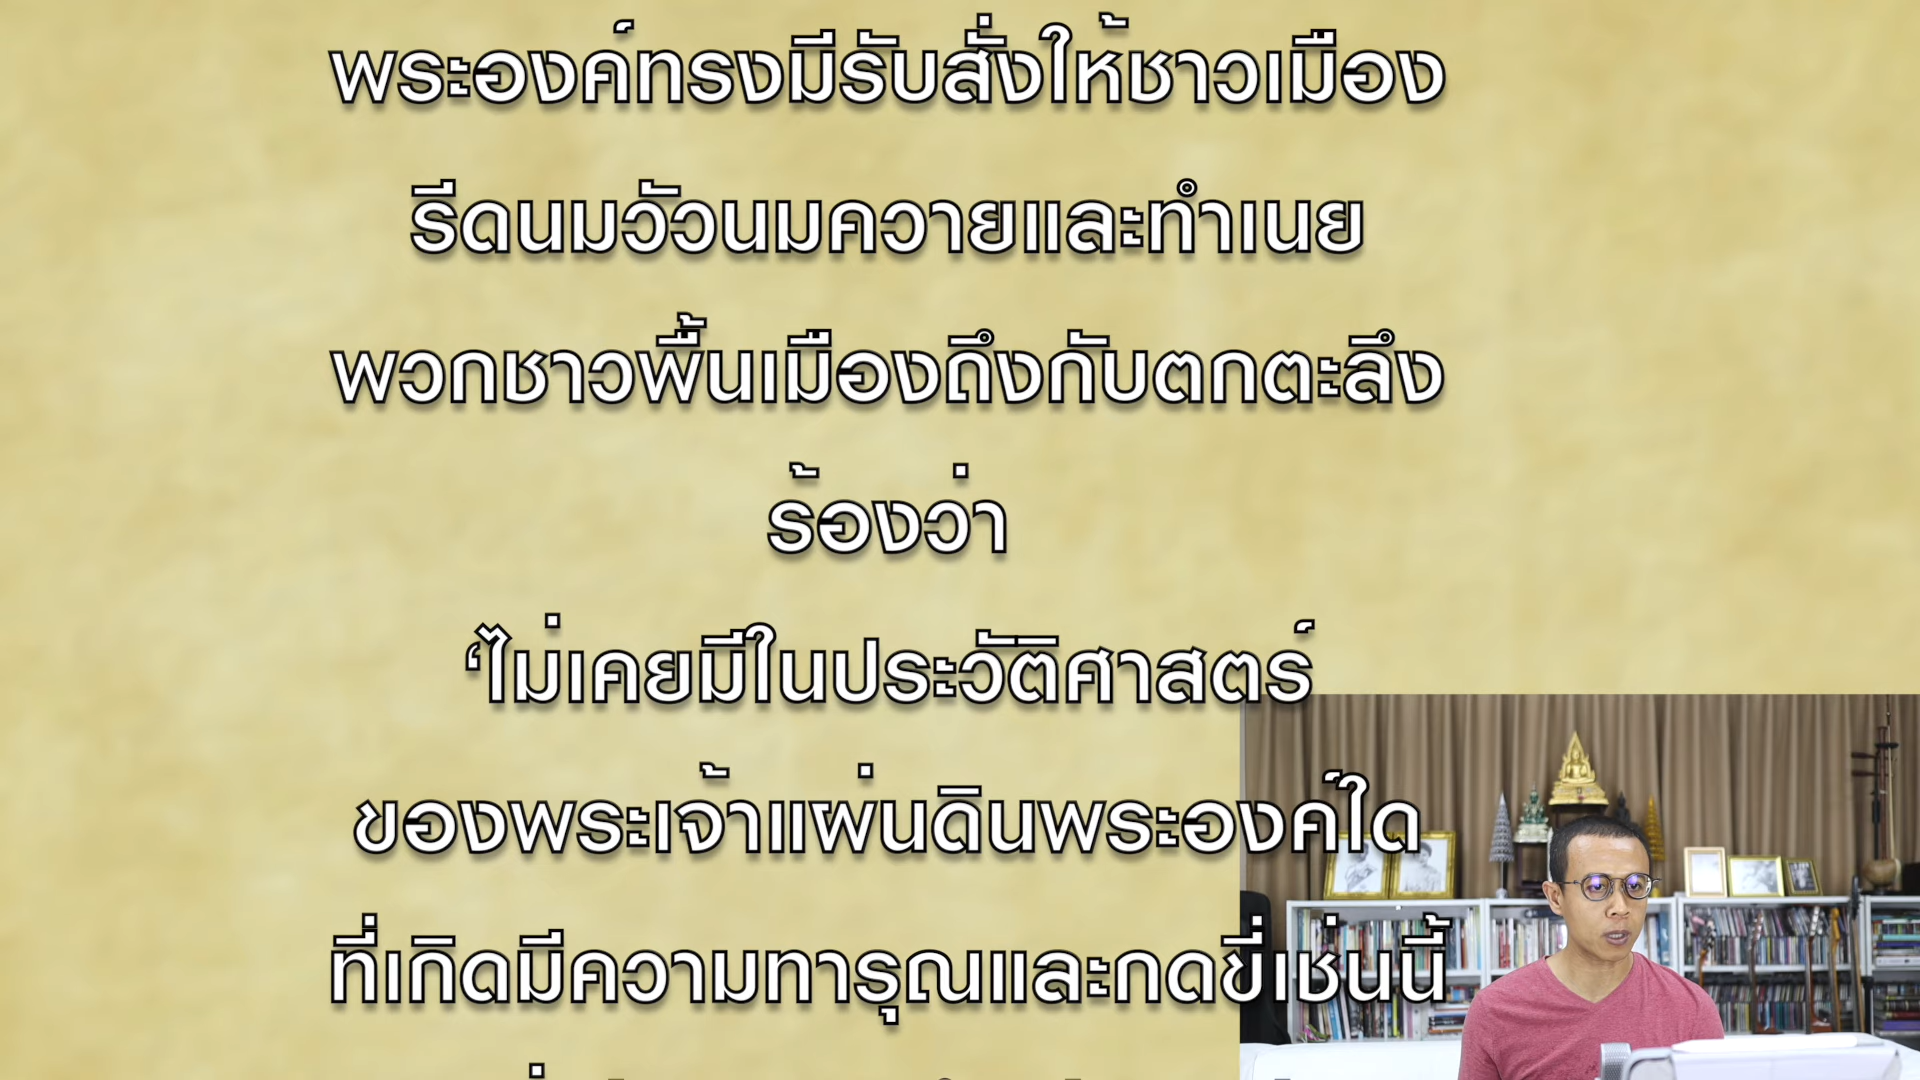 พระองค์ทรงมีรับสั่งให้ชาวเมือง
รีดนมวัวนมควายและทำเนย
พวกชาวพื้นเมืองถึงกับตกตะลึง
ร้องว่า
‘ไม่เคยมีในประวัติศาสตร์
ของพระเจ้าแผ่นดินพระองค์ใด
ที่เกิดมีความทารุณและกดขี่เช่นนี้